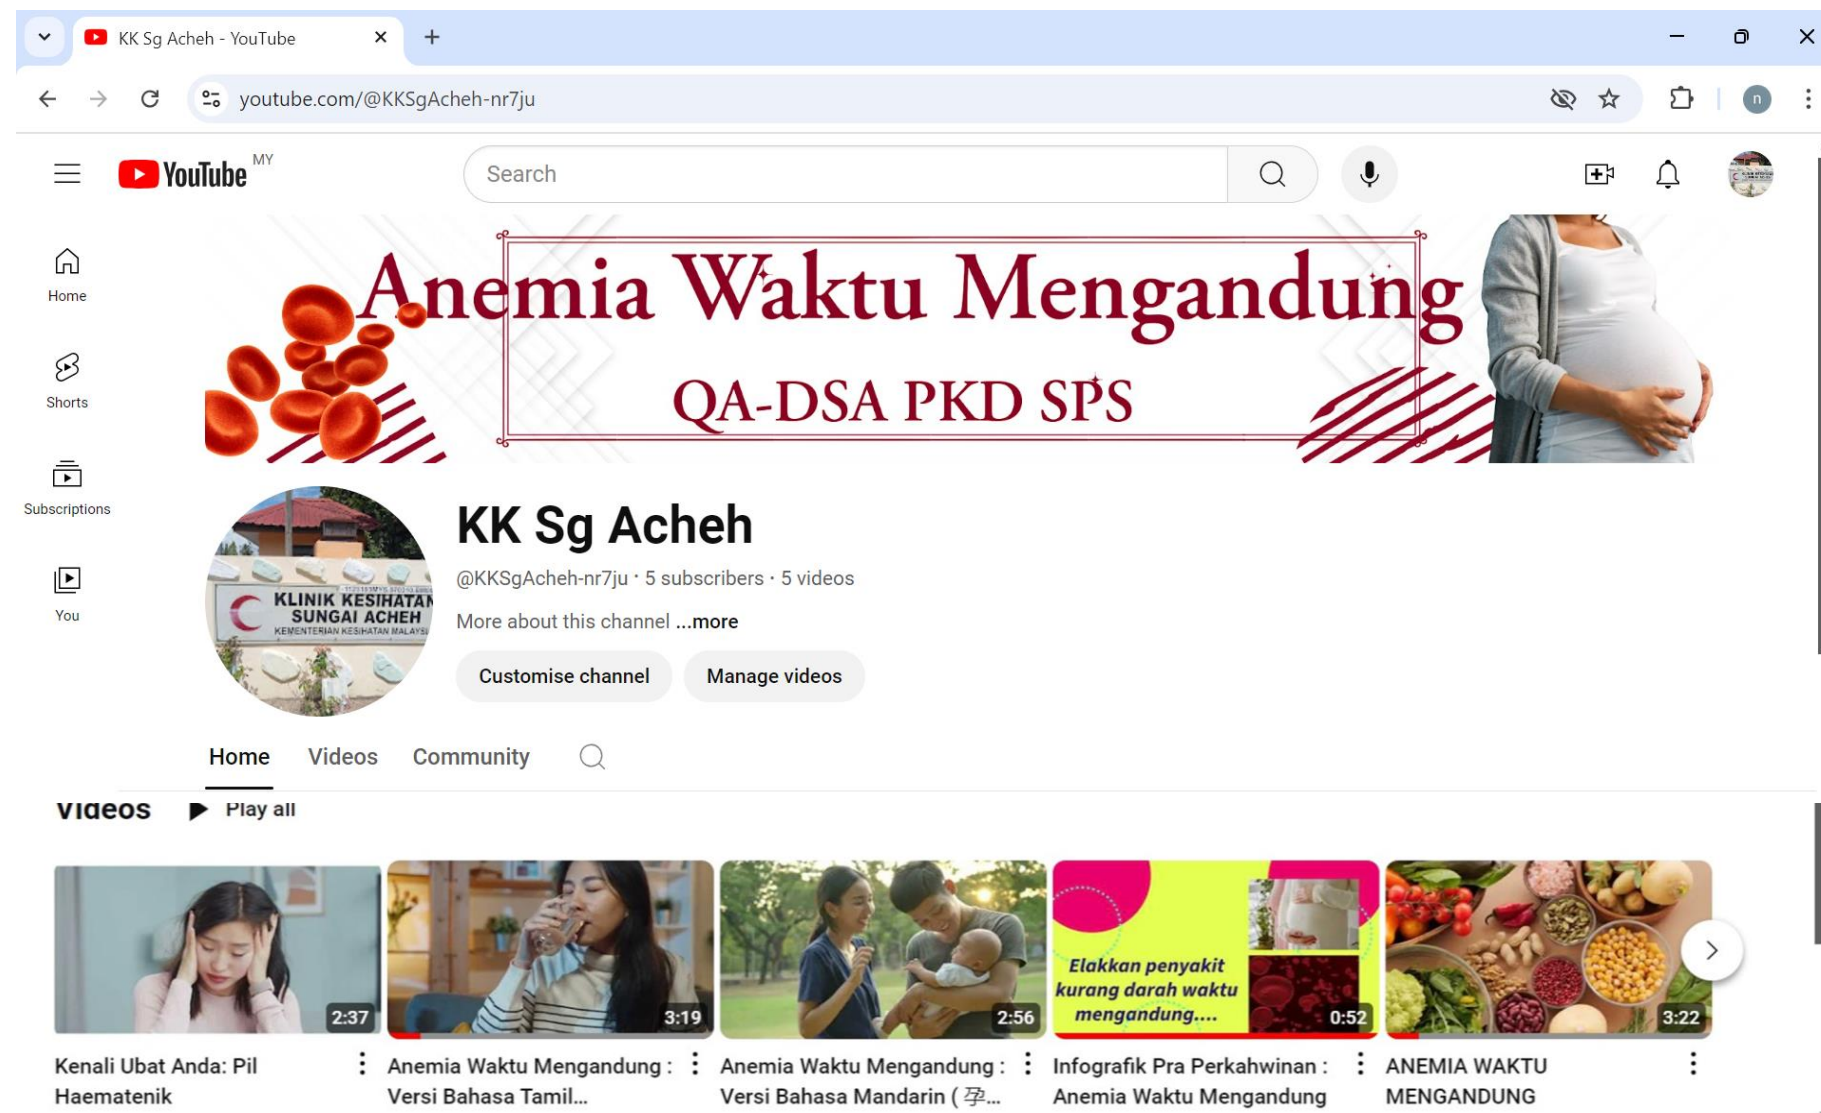 KK Sg Acheh - YouTube
youtube.com/@KKSgAcheh-nr7ju
n
YouTube MY
Search
Home
Shorts
Subscriptions
You
Anemia Waktu Mengandung
QA-DSA PKD SPS
KLINIK KESIHATAN
SUNGAI ACHEH
KEMENTERIAN KESIHATAN MALAYSI
KK Sg Acheh
@KKSgAcheh-nr7ju · 5 subscribers · 5 videos
More about this channel ...more
Customise channel Manage videos
Home Videos Community
Videos Play all
2:37
3:19
2:56
Elakkan penyakit
kurang darah waktu
mengandung....
0:52
3:22
Kenali Ubat Anda: Pil
Haematenik
Anemia Waktu Mengandung :
Versi Bahasa Tamil...
Anemia Waktu Mengandung :
Versi Bahasa Mandarin ( 孕...
Infografik Pra Perkahwinan :
Anemia Waktu Mengandung
ANEMIA WAKTU
MENGANDUNG